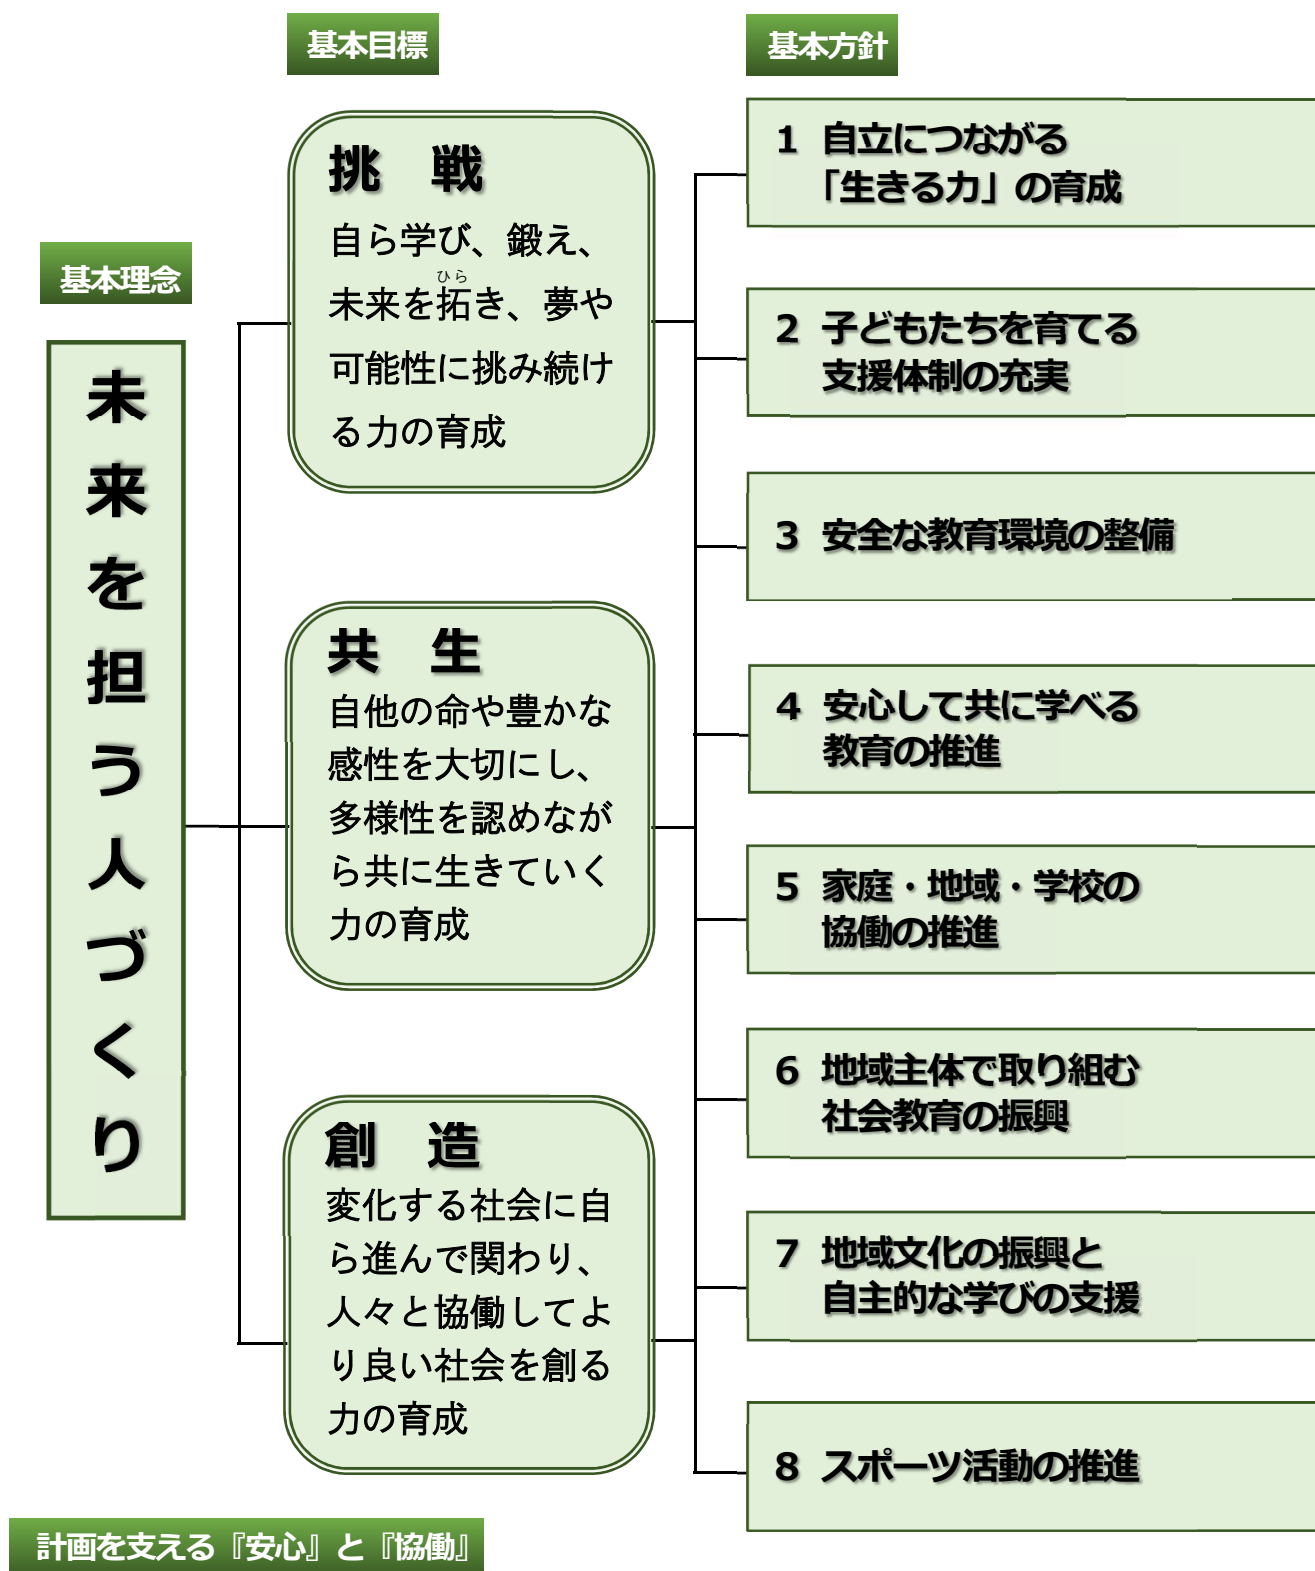 基本理念
未来を担う人づくり
基本目標
挑　戦
自ら学び、鍛え、
ひら
未来を拓き、夢や
可能性に挑み続け
る力の育成
共　生
自他の命や豊かな
感性を大切にし、
多様性を認めなが
ら共に生きていく
力の育成
創　造
変化する社会に自
ら進んで関わり、
人々と協働してよ
り良い社会を創る
力の育成
基本方針
1 自立につながる
「生きる力」の育成
2 子どもたちを育てる
支援体制の充実
3 安全な教育環境の整備
4 安心して共に学べる
教育の推進
5 家庭・地域・学校の
協働の推進
6 地域主体で取り組む
社会教育の振興
7 地域文化の振興と
自主的な学びの支援
8 スポーツ活動の推進
計画を支える『安心』と『協働』